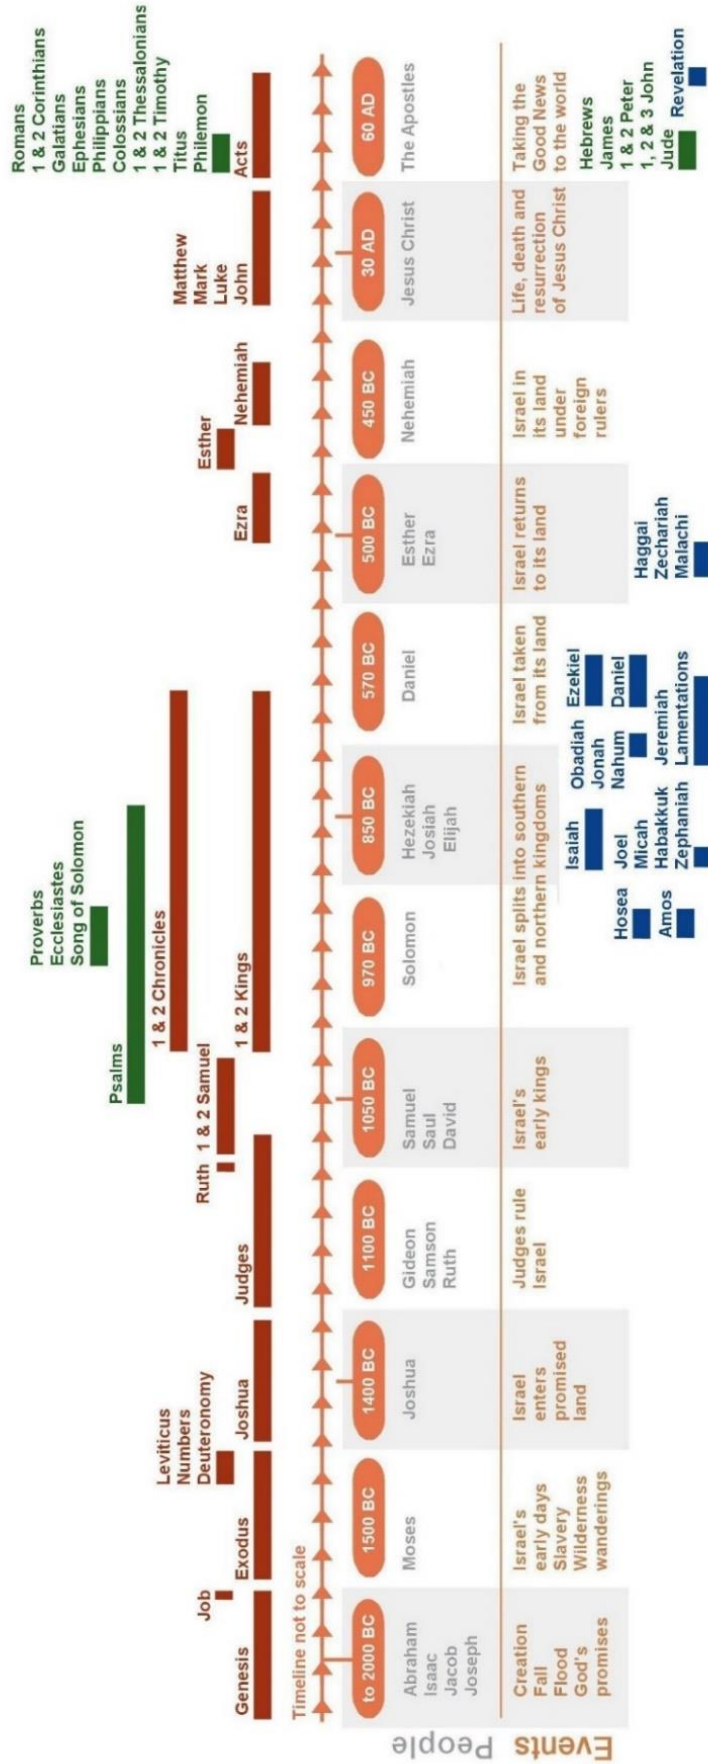 Proverbs
Ecclesiastes
Song of Solomon
Psalms
1 & 2 Chronicles
Leviticus
Numbers
Deuteronomy
Job
Ruth
1 & 2 Samuel
Esther
Matthew
Mark
Luke
John
Romans
1 & 2 Corinthians
Galatians
Ephesians
Philippians
Colossians
1 & 2 Thessalonians
1 & 2 Timothy
Titus
Philemon
Genesis
Exodus
Joshua
Judges
1 & 2 Kings
Ezra
Nehemiah
Acts
Timeline not to scale
to 2000 BC
1500 BC
1400 BC
1100 BC
1050 BC
970 BC
850 BC
570 BC
500 BC
450 BC
30 AD
60 AD
People
Abraham
Isaac
Jacob
Joseph
Moses
Joshua
Gideon
Samson
Ruth
Samuel
Saul
David
Solomon
Hezekiah
Josiah
Elijah
Daniel
Esther
Ezra
Nehemiah
Jesus Christ
The Apostles
Events
Creation
Fall
Flood
God's
promises
Israel's
early days
Slavery
Wilderness
wanderings
Israel
enters
promised
land
Judges rule
Israel
Israel's
early kings
Israel splits into southern
and northern kingdoms
Israel taken
from its land
Israel returns
to its land
Israel in
its land
under
foreign
rulers
Life, death and
resurrection
of Jesus Christ
Taking the
Good News
to the world
Hosea
Amos
Isaiah
Joel
Micah
Habakkuk
Zephaniah
Obadiah
Jonah
Nahum
Jeremiah
Lamentations
Ezekiel
Daniel
Haggai
Zechariah
Malachi
Hebrews
James
1 & 2 Peter
1, 2 & 3 John
Jude
Revelation